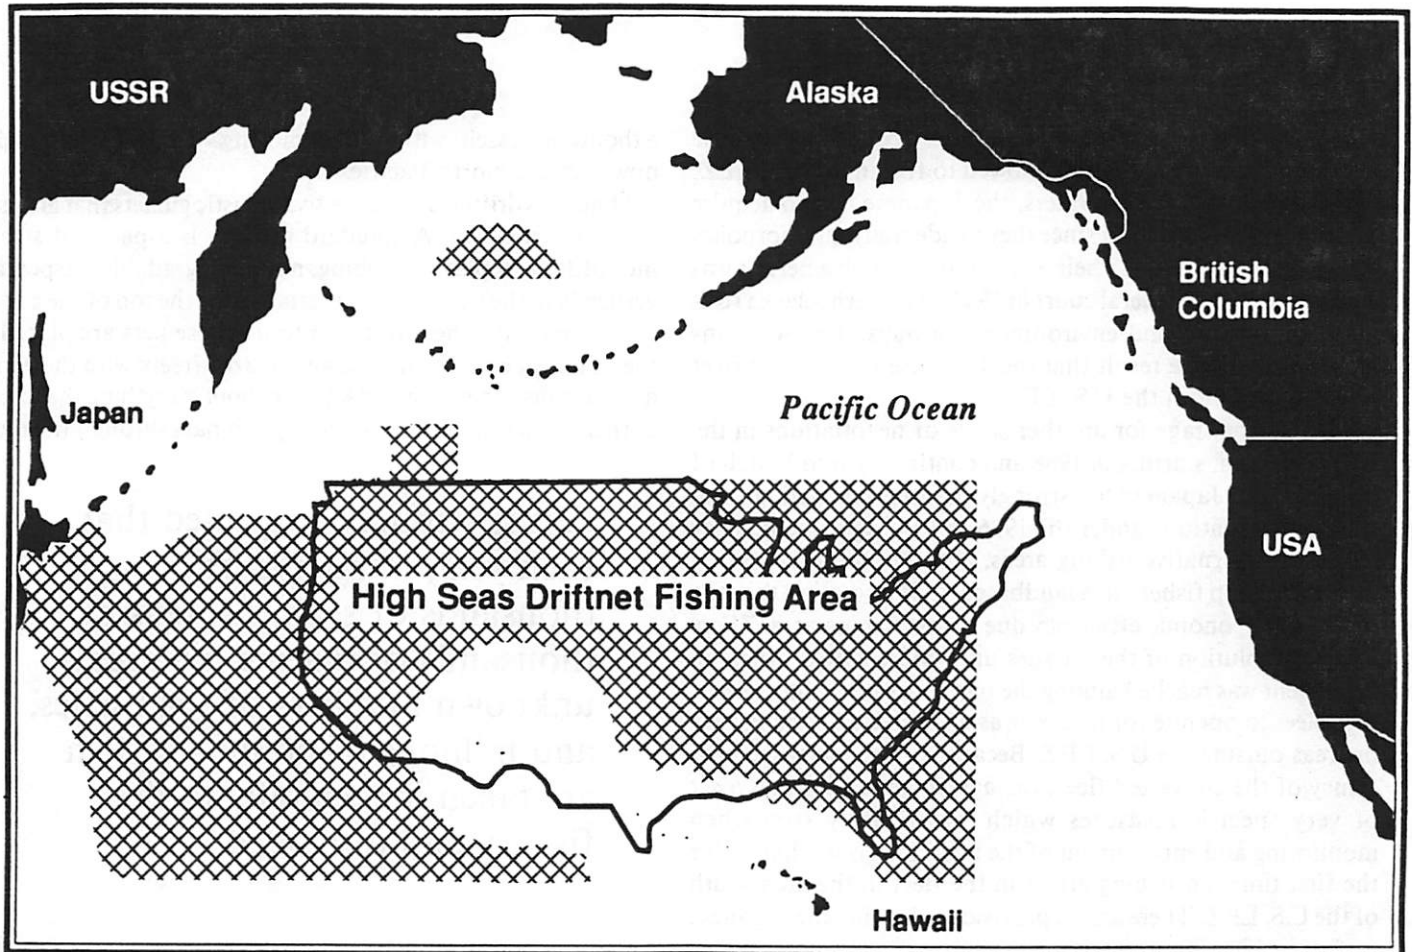 USSR
Alaska
British
Columbia
Japan
Pacific Ocean
USA
High Seas Driftnet Fishing Area
Hawaii